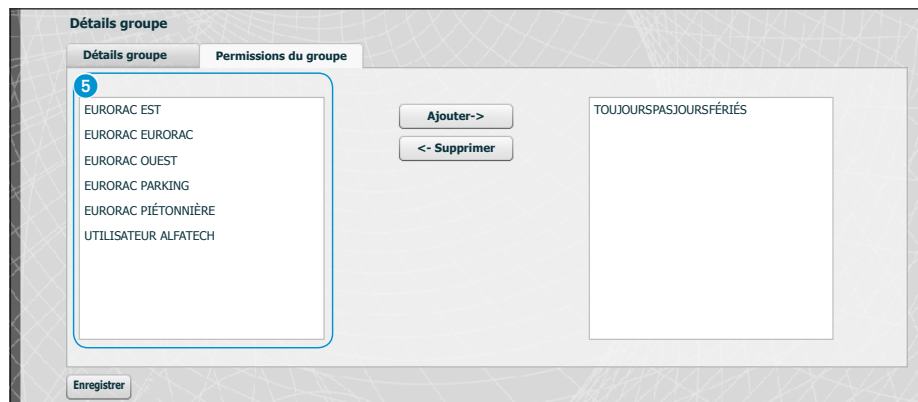 Détails groupe
Détails groupe
Permissions du groupe
5
EURORAC EST
EURORAC EURORAC
EURORAC OUEST
EURORAC PARKING
EURORAC PIÉTONNIÈRE
UTILISATEUR ALFATECH
Ajouter->
<- Supprimer
TOUJOURSPASJOURSFÉRIÉS
Enregistrer